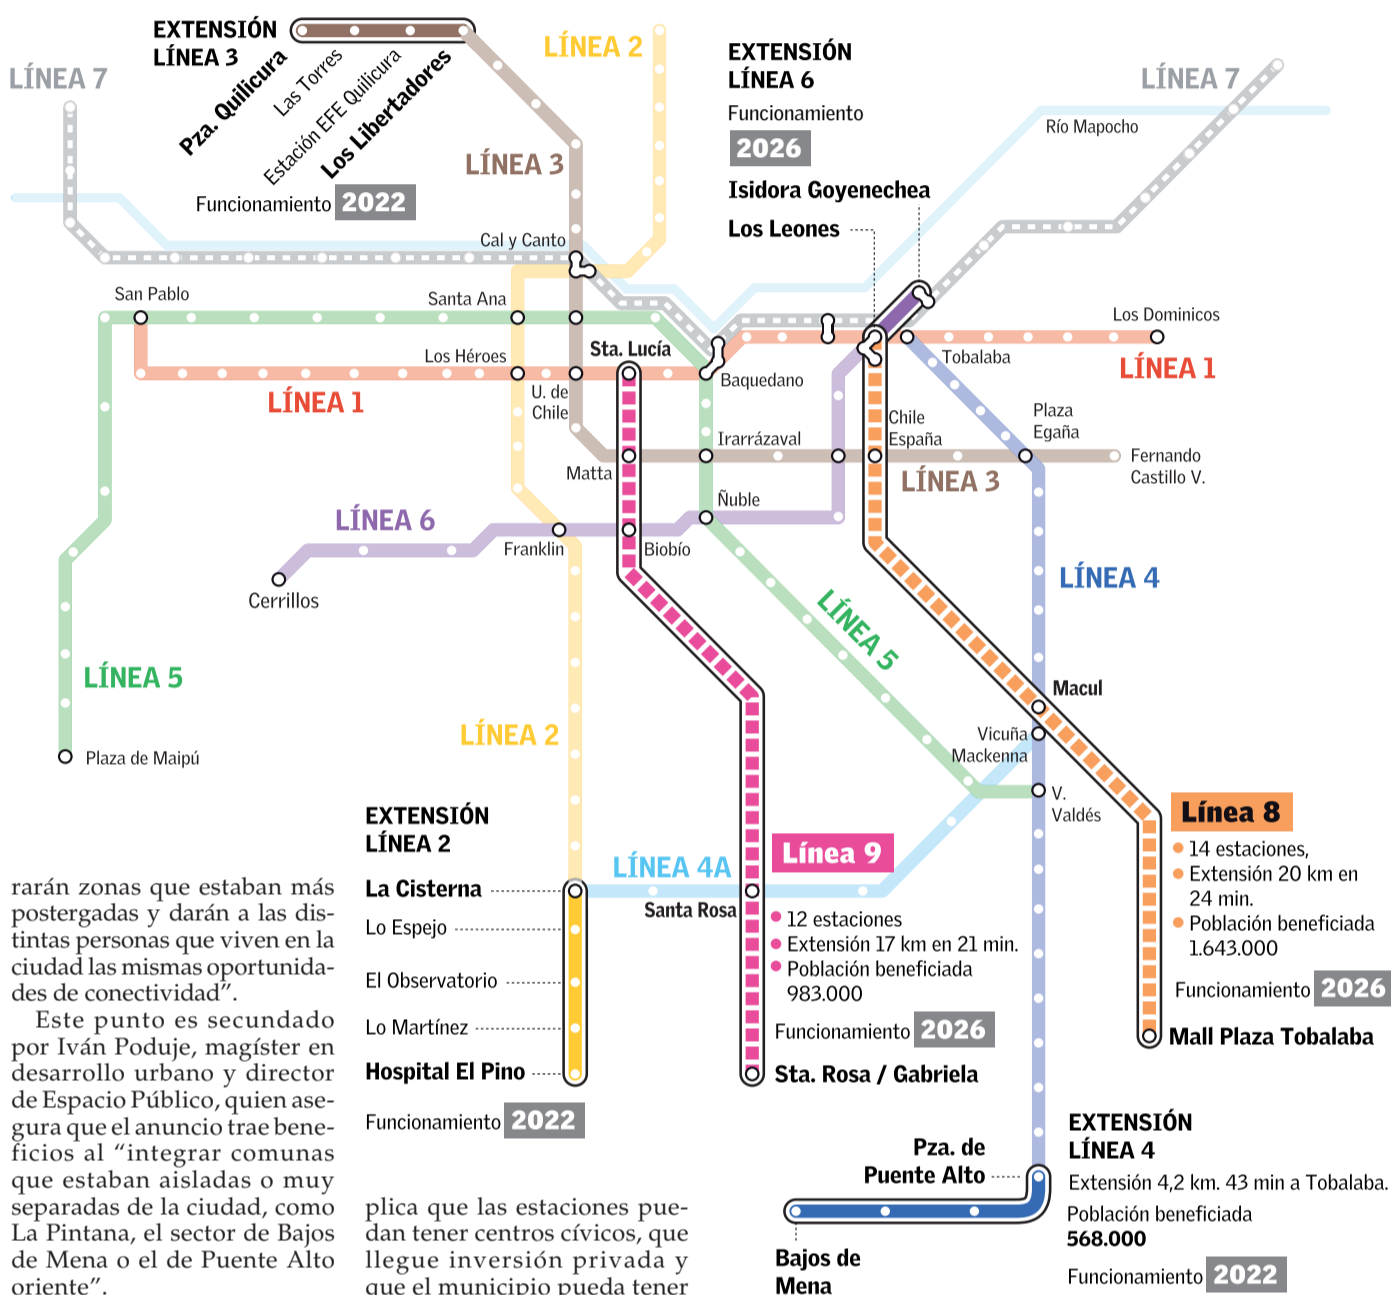 EXTENSIÓN
LÍNEA 3
Pza. Quilicura
Las Torres
Estación EFE Quilicura
Los Libertadores
Funcionamiento 2022
LÍNEA 7
LÍNEA 2
LÍNEA 3
EXTENSIÓN
LÍNEA 6
Funcionamiento
2026
Isidora Goyenechea
Los Leones
LÍNEA 7
Río Mapocho
Cal y Canto
San Pablo
Santa Ana
Los Héroes
Sta. Lucía
Baquedano
Tobalaba
Los Dominicos
LÍNEA 1
LÍNEA 1
U. de
Chile
Chile
España
Plaza
Egaña
Irarrázaval
Matta
LÍNEA 3
Fernando
Castillo V.
Ñuble
LÍNEA 6
Franklin
Biobío
Cerrillos
LÍNEA 4
LÍNEA 5
LÍNEA 5
Macul
Vicuña
Mackenna
V.
Valdés
Plaza de Maipú
LÍNEA 2
EXTENSIÓN
LÍNEA 2
La Cisterna
Lo Espejo
El Observatorio
Lo Martínez
Hospital El Pino
Funcionamiento 2022
LÍNEA 4A
Santa Rosa
Línea 9
12 estaciones
Extensión 17 km en 21 min.
Población beneficiada
983.000
Funcionamiento 2026
Sta. Rosa / Gabriela
Línea 8
14 estaciones,
Extensión 20 km en
24 min.
Población beneficiada
1.643.000
Funcionamiento 2026
Mall Plaza Tobalaba
Pza. de
Puente Alto
Bajos de
Mena
EXTENSIÓN
LÍNEA 4
Extensión 4,2 km. 43 min a Tobalaba.
Población beneficiada
568.000
Funcionamiento 2022
rarán zonas que estaban más
postergadas y darán a las dis-
tintas personas que viven en la
ciudad las mismas oportunida-
des de conectividad”.
Este punto es secundado
por Iván Poduje, magíster en
desarrollo urbano y director
de Espacio Público, quien ase-
gura que el anuncio trae bene-
ficios al “integrar comunas
que estaban aisladas o muy
separadas de la ciudad, como
La Pintana, el sector de Bajos
de Mena o el de Puente Alto
oriente”.
plica que las estaciones pue-
dan tener centros cívicos, que
llegue inversión privada y
que el municipio pueda tener